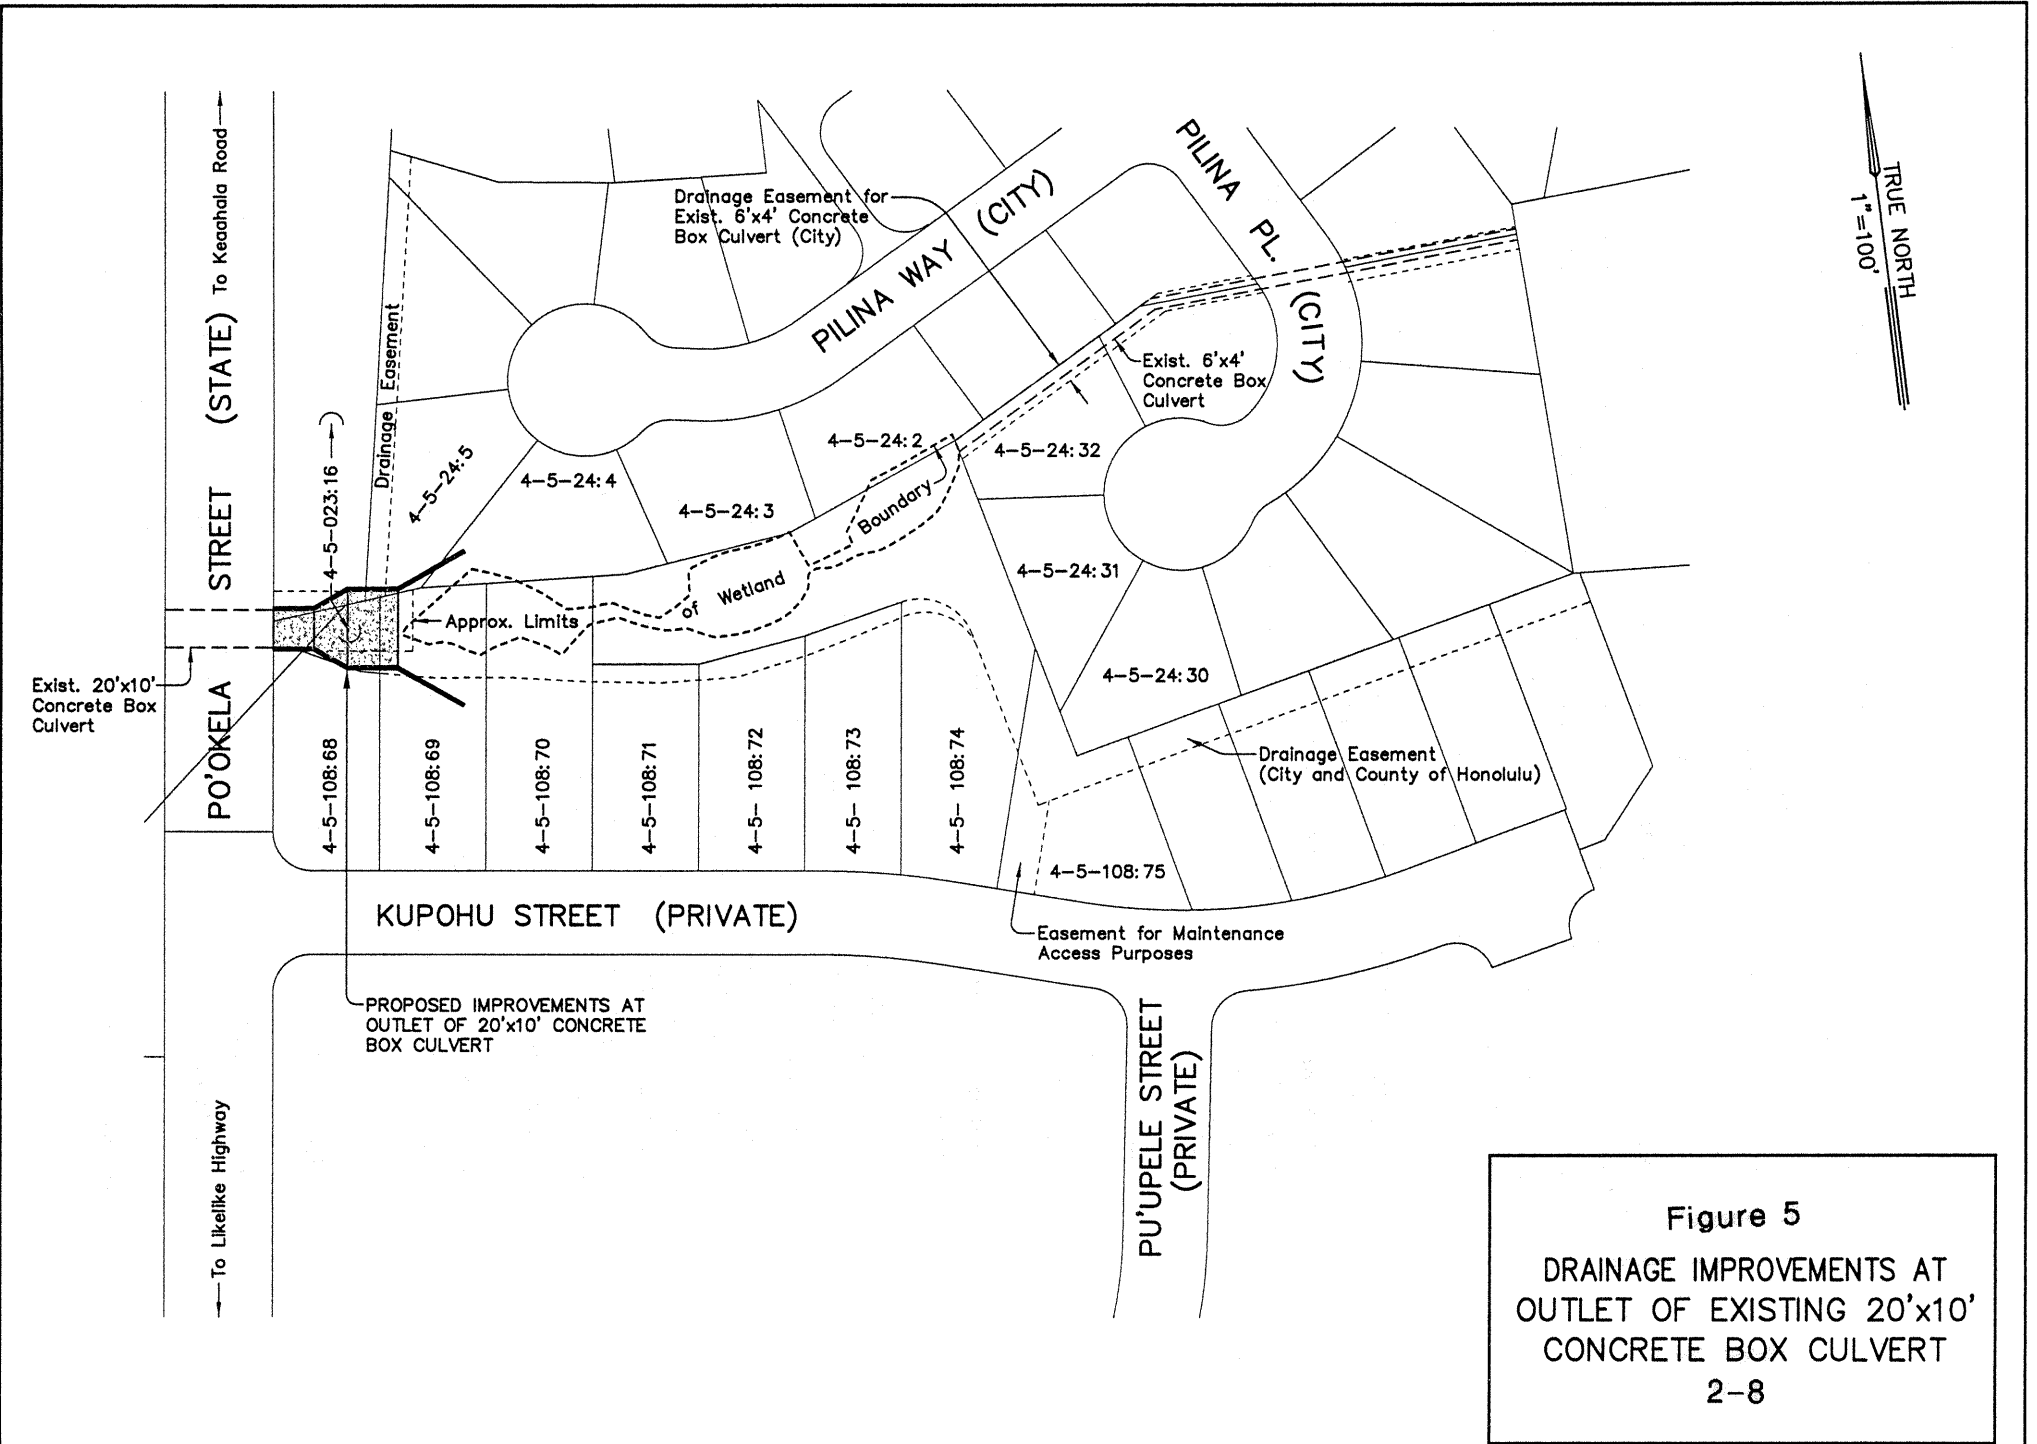 To Keaahala Road
PO'OKELA STREET (STATE)
To Likelike Highway
Drainage Easement for
Exist. 6'x4' Concrete
Box Culvert (City)
PILINA WAY (CITY)
PILINA PL. (CITY)
TRUE NORTH
1"=100'
Drainage Easement
4-5-023:16
4-5-24:5
4-5-24:4
4-5-24:3
4-5-24:2
4-5-24:32
Exist. 6'x4'
Concrete Box
Culvert
4-5-24:31
4-5-24:30
Approx. Limits of Wetland Boundary
Exist. 20'x10'
Concrete Box
Culvert
4-5-108:68
4-5-108:69
4-5-108:70
4-5-108:71
4-5- 108:72
4-5- 108:73
4-5- 108:74
4-5-108:75
Drainage Easement
(City and County of Honolulu)
KUPOHU STREET (PRIVATE)
Easement for Maintenance
Access Purposes
PROPOSED IMPROVEMENTS AT
OUTLET OF 20'x10' CONCRETE
BOX CULVERT
PU'UPELE STREET
(PRIVATE)
Figure 5
DRAINAGE IMPROVEMENTS AT
OUTLET OF EXISTING 20'x10'
CONCRETE BOX CULVERT
2-8